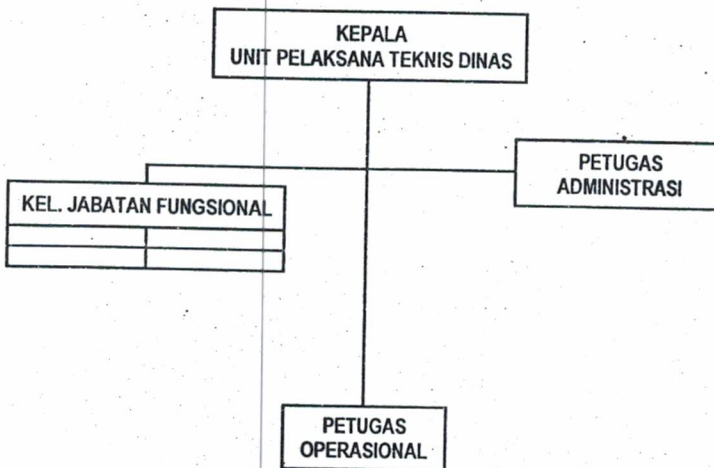 KEPALA
UNIT PELAKSANA TEKNIS DINAS
PETUGAS
ADMINISTRASI
KEL. JABATAN FUNGSIONAL
PETUGAS
OPERASIONAL